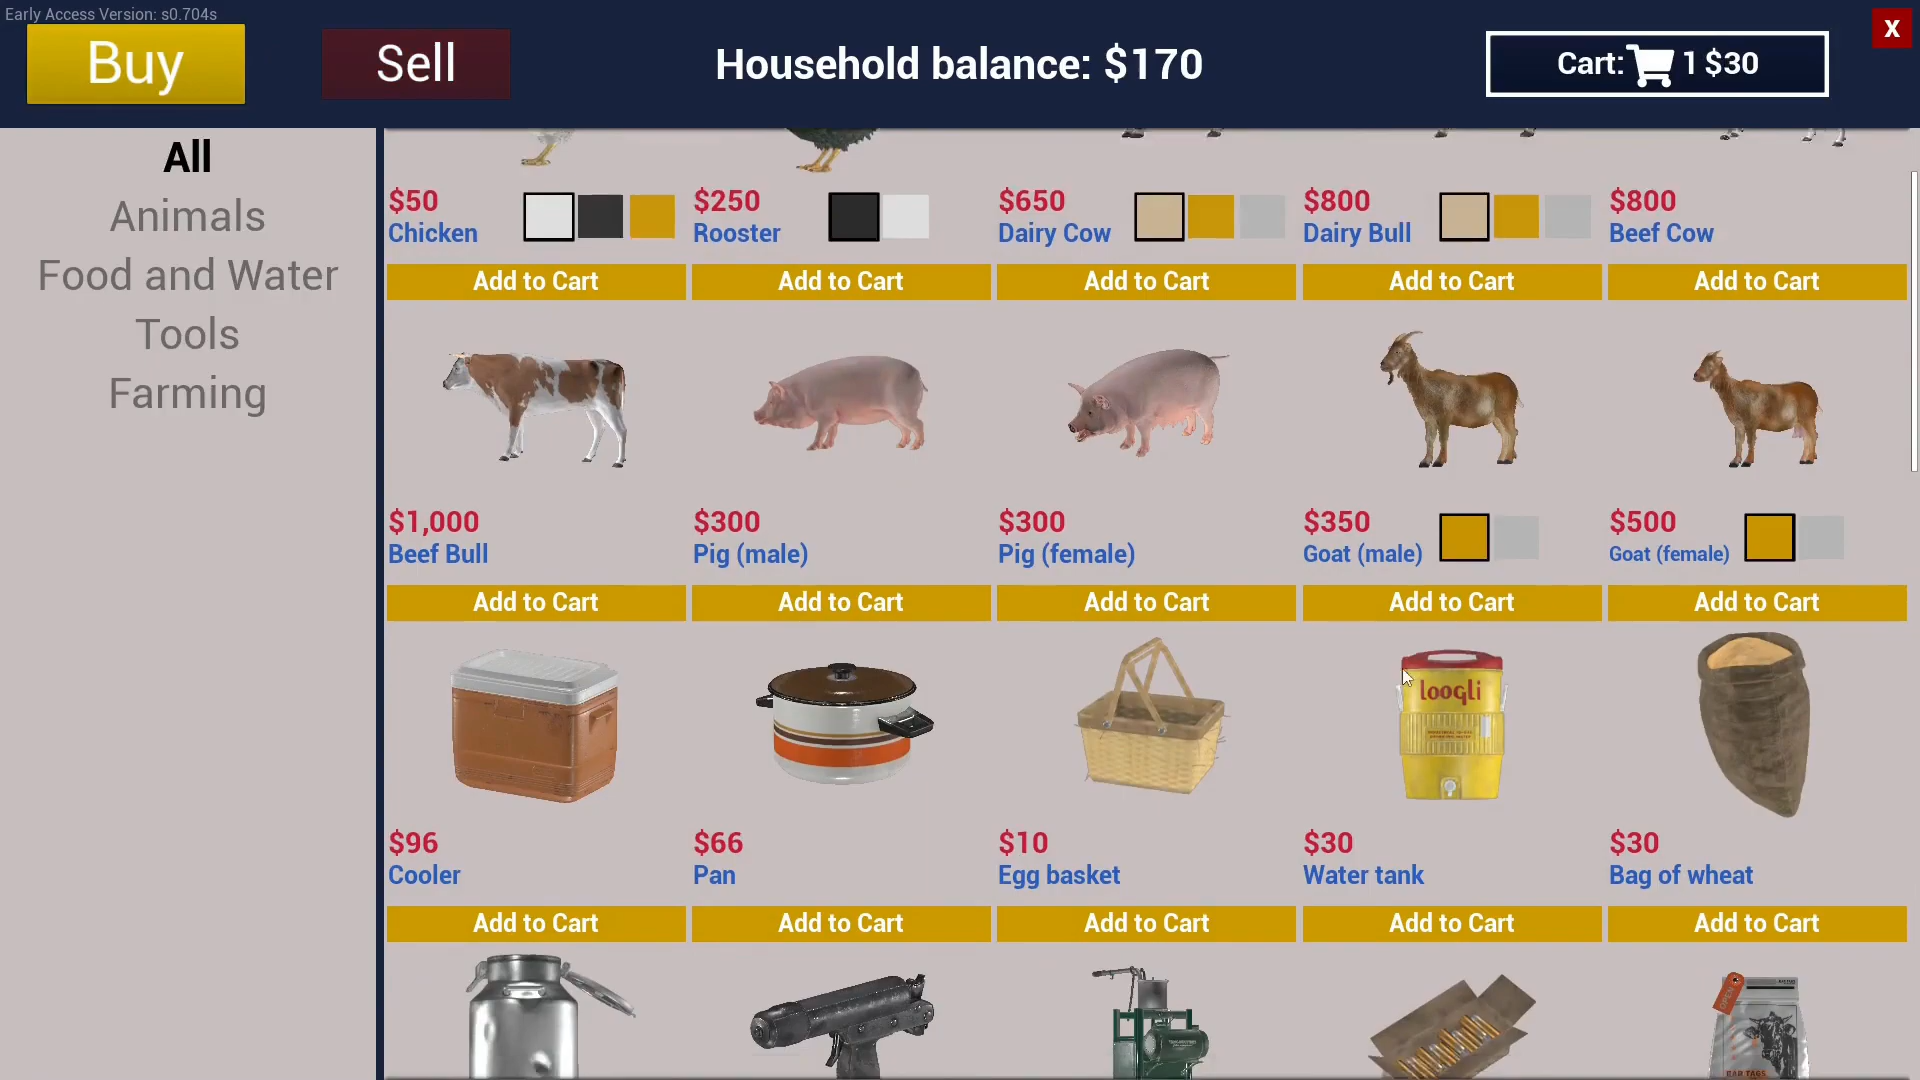 Early Access Version: s0.704s
Buy
Sell
Household balance: $170
Cart: 1 $30
X
All
Animals
Food and Water
Tools
Farming
$50
Chicken
$250
Rooster
$650
Dairy Cow
$800
Dairy Bull
$800
Beef Cow
Add to Cart
Add to Cart
Add to Cart
Add to Cart
Add to Cart
$1,000
Beef Bull
$300
Pig (male)
$300
Pig (female)
$350
Goat (male)
$500
Goat (female)
Add to Cart
Add to Cart
Add to Cart
Add to Cart
Add to Cart
loogli
$96
Cooler
$66
Pan
$10
Egg basket
$30
Water tank
$30
Bag of wheat
Add to Cart
Add to Cart
Add to Cart
Add to Cart
Add to Cart
OPEN
EAR TAGS